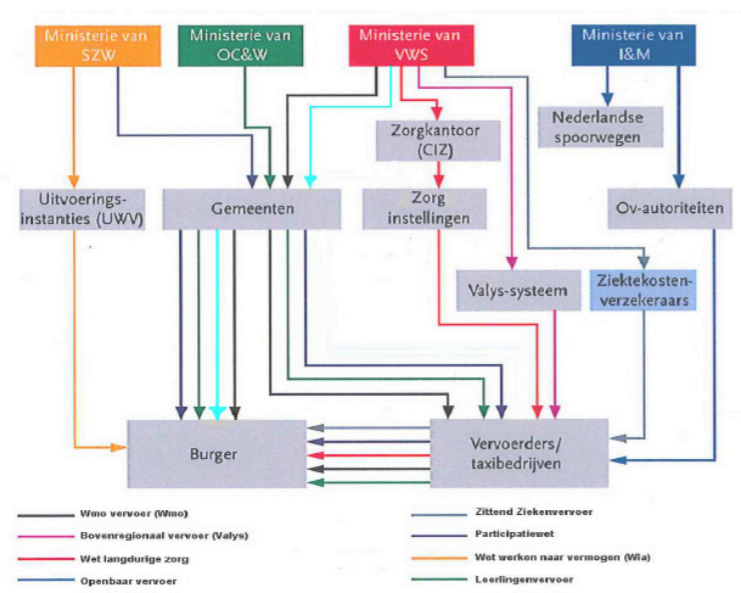 Ministerie van
SZW
Ministerie van
OC&W
Ministerie van
VWS
Ministerie van
I&M
Zorgkantoor
(CIZ)
Nederlandse
spoorwegen
Uitvoerings-
instanties (UWV)
Gemeenten
Zorg
instellingen
Ov-autoriteiten
Valys-systeem
Ziektekosten-
verzekeraars
Burger
Vervoerders/
taxibedrijven
Wmo vervoer (Wmo)
Bovenregionaal vervoer (Valys)
Wet langdurige zorg
Openbaar vervoer
Zittend Ziekenvervoer
Participatiewet
Wet werken naar vermogen (Wia)
Leerlingenvervoer